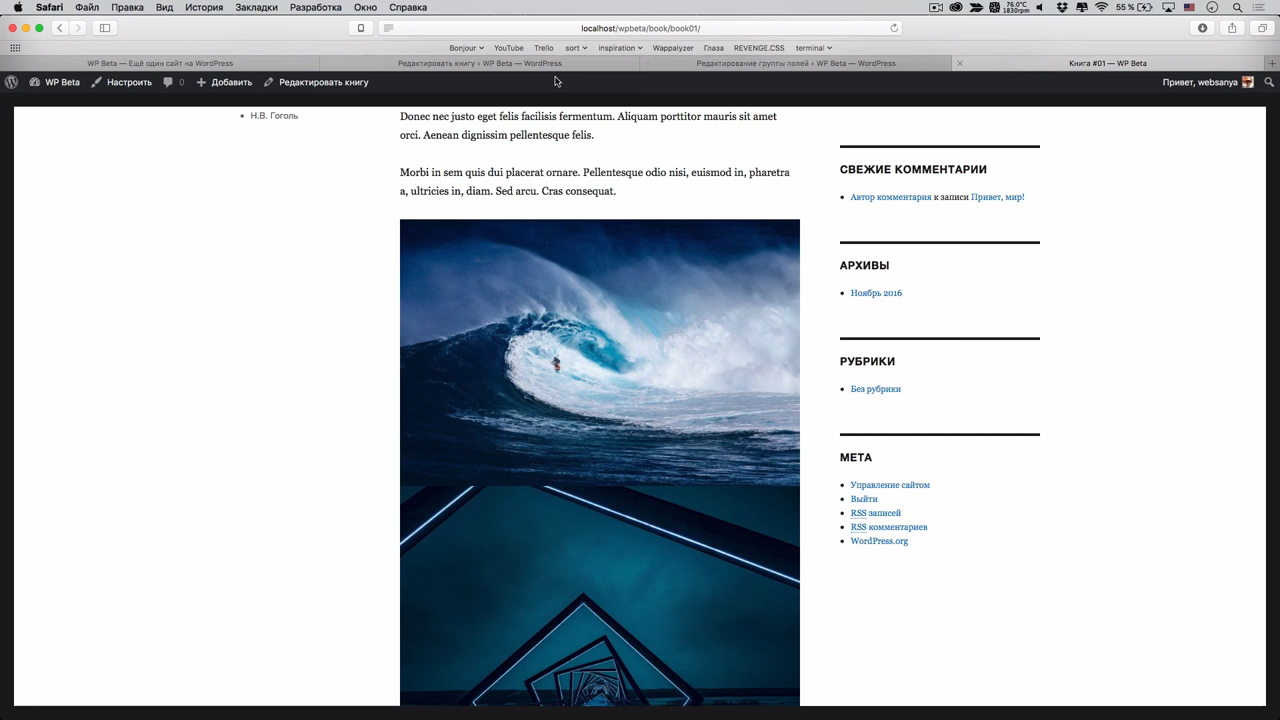 Safari Файл Правка Вид История Закладки Разработка Окно Справка 76.0°C 1830rpm 55 %
localhost/wpbeta/book/book01/
Bonjour YouTube Trello sort inspiration Wappalyzer Глаза REVENGE.CSS terminal
WP Beta — Ещё один сайт на WordPress Редактировать книгу ‹ WP Beta — WordPress Редактирование группы полей ‹ WP Beta — WordPress Книга #01 — WP Beta
WP Beta Настроить 0 Добавить Редактировать книгу Привет, websanya
Н.В. Гоголь
Donec nec justo eget felis facilisis fermentum. Aliquam porttitor mauris sit amet
orci. Aenean dignissim pellentesque felis.
Morbi in sem quis dui placerat ornare. Pellentesque odio nisi, euismod in, pharetra
a, ultricies in, diam. Sed arcu. Cras consequat.
СВЕЖИЕ КОММЕНТАРИИ
Автор комментария к записи Привет, мир!
АРХИВЫ
Ноябрь 2016
РУБРИКИ
Без рубрики
МЕТА
Управление сайтом
Выйти
RSS записей
RSS комментариев
WordPress.org